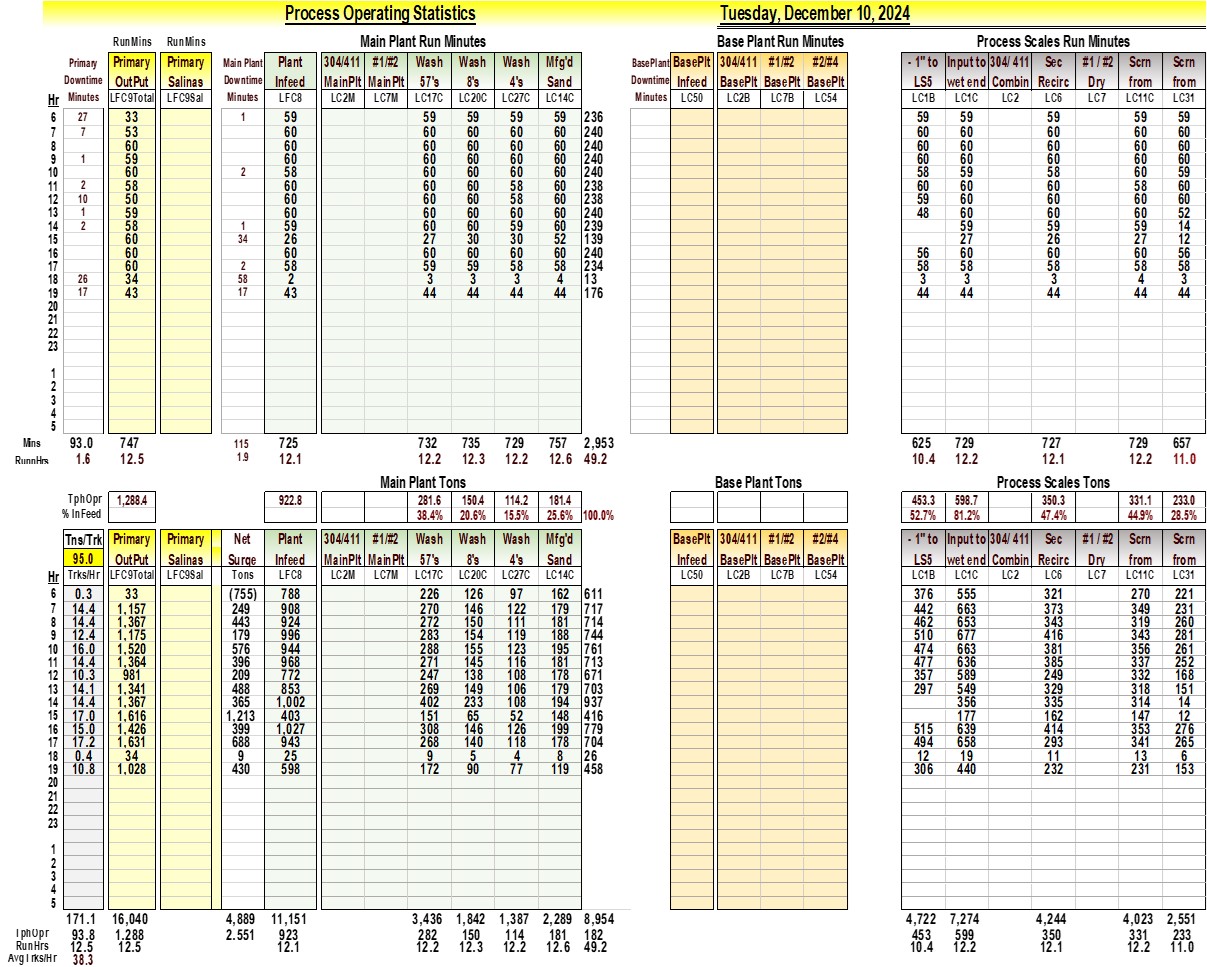 Process Operating Statistics Tuesday, December 10, 2024
RunMins RunMins Main Plant Run Minutes Base Plant Run Minutes Process Scales Run Minutes
Primary Primary Primary Main Plant Plant 304/411 #1/#2 Wash Wash Wash Mfg'd BasePlant BasePlt 304/411 #1/#2 #2/#4 - 1" to Input to 304/ 411 Sec #1 / #2 Scrn Scrn
Downtime OutPut Salinas Downtime Infeed MainPlt MainPlt 57's 8's 4's Sand Downtime Infeed BasePlt BasePlt BasePlt LS5 wet end Combin Recirc Dry from from
Hr Minutes LFC9Total LFC9Sal Minutes LFC8 LC2M LC7M LC17C LC20C LC27C LC14C Minutes LC50 LC2B LC7B LC54 LC1B LC1C LC2 LC6 LC7 LC11C LC31
6 27 33 1 59 59 59 59 59 236 59 59 59 59 59
7 7 53 60 60 60 60 60 240 60 60 60 60 60
8 60 60 60 60 60 60 240 60 60 60 60 60
9 1 59 60 60 60 60 60 240 60 60 60 60 60
10 60 2 58 60 60 60 60 240 58 59 58 60 59
11 2 58 60 60 60 58 60 238 60 60 60 58 60
12 10 50 60 60 60 58 60 238 59 60 60 60 60
13 1 59 60 60 60 60 60 240 48 60 60 60 52
14 2 58 1 59 60 60 59 60 239 59 59 59 14
15 60 34 26 27 30 30 52 139 27 26 27 12
16 60 60 60 60 60 60 240 56 60 60 60 56
17 60 2 58 59 59 58 58 234 58 58 58 58 58
18 26 34 58 2 3 3 3 4 13 3 3 3 4 3
19 17 43 17 43 44 44 44 44 176 44 44 44 44 44
20
21
22
23
1
2
3
4
5
Mins 93.0 747 115 725 732 735 729 757 2,953 625 729 727 729 657
RunnHrs 1.6 12.5 1.9 12.1 12.2 12.3 12.2 12.6 49.2 10.4 12.2 12.1 12.2 11.0
Main Plant Tons Base Plant Tons Process Scales Tons
TphOpr 1,288.4 922.8 281.6 150.4 114.2 181.4 453.3 598.7 350.3 331.1 233.0
% InFeed 38.4% 20.6% 15.5% 25.6% 100.0% 52.7% 81.2% 47.4% 44.9% 28.5%
Tns/Trk Primary Primary Net Plant 304/411 #1/#2 Wash Wash Wash Mfg'd BasePlt 304/411 #1/#2 #2/#4 - 1" to Input to 304/ 411 Sec #1 / #2 Scrn Scrn
95.0 OutPut Salinas Surge Infeed MainPlt MainPlt 57's 8's 4's Sand Infeed BasePlt BasePlt BasePlt LS5 wet end Combin Recirc Dry from from
Hr Trks/Hr LFC9Total LFC9Sal Tons LFC8 LC2M LC7M LC17C LC20C LC27C LC14C LC50 LC2B LC7B LC54 LC1B LC1C LC2 LC6 LC7 LC11C LC31
6 0.3 33 (755) 788 226 126 97 162 611 376 555 321 270 221
7 14.4 1,157 249 908 270 146 122 179 717 442 663 373 349 231
8 14.4 1,367 443 924 272 150 111 181 714 462 653 343 319 260
9 12.4 1,175 179 996 283 154 119 188 744 510 677 416 343 281
10 16.0 1,520 576 944 288 155 123 195 761 474 663 381 356 261
11 14.4 1,364 396 968 271 145 116 181 713 477 636 385 337 252
12 10.3 981 209 772 247 138 108 178 671 357 589 249 332 168
13 14.1 1,341 488 853 269 149 106 179 703 297 549 329 318 151
14 14.4 1,367 365 1,002 402 233 108 194 937 356 335 314 14
15 17.0 1,616 1,213 403 151 65 52 148 416 177 162 147 12
16 15.0 1,426 399 1,027 308 146 126 199 779 515 639 414 353 276
17 17.2 1,631 688 943 268 140 118 178 704 494 658 293 341 265
18 0.4 34 9 25 9 5 4 8 26 12 19 11 13 6
19 10.8 1,028 430 598 172 90 77 119 458 306 440 232 231 153
20
21
22
23
1
2
3
4
5
171.1 16,040 4,889 11,151 3,436 1,842 1,387 2,289 8,954 4,722 7,274 4,244 4,023 2,551
TphOpr 93.8 1,288 2.551 923 282 150 114 181 182 453 599 350 331 233
RunHrs 12.5 12.5 12.1 12.2 12.3 12.2 12.6 49.2 10.4 12.2 12.1 12.2 11.0
AvgTrks/Hr 38.3